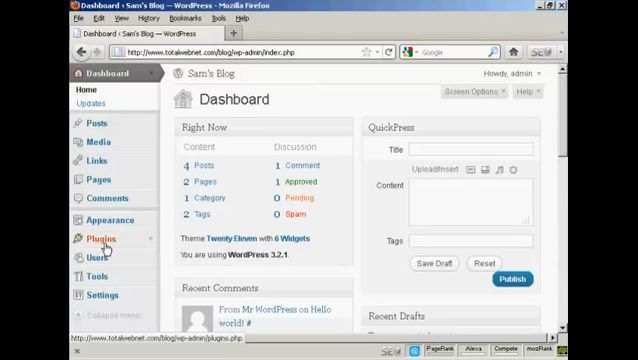 Dashboard ‹ Sam's Blog — WordPress - Mozilla Firefox
File Edit View History Bookmarks Tools Help
Dashboard ‹ Sam's Blog — WordPress
http://www.totalwebnet.com/blog/wp-admin/index.php
Google
SEO
Dashboard
Sam's Blog
Howdy, admin
Home
Updates
Posts
Media
Links
Pages
Comments
Appearance
Plugins
Users
Tools
Settings
Collapse menu
Screen Options
Help
Dashboard
Right Now
Content
Discussion
4 Posts
1 Comment
2 Pages
1 Approved
1 Category
0 Pending
2 Tags
0 Spam
Theme Twenty Eleven with 6 Widgets
You are using WordPress 3.2.1.
Recent Comments
From Mr WordPress on Hello
world! #
QuickPress
Title
Upload/Insert
Content
Tags
Save Draft
Reset
Publish
Recent Drafts
http://www.totalwebnet.com/blog/wp-admin/plugins.php
SEO
PageRank
Alexa
Compete
mozRank